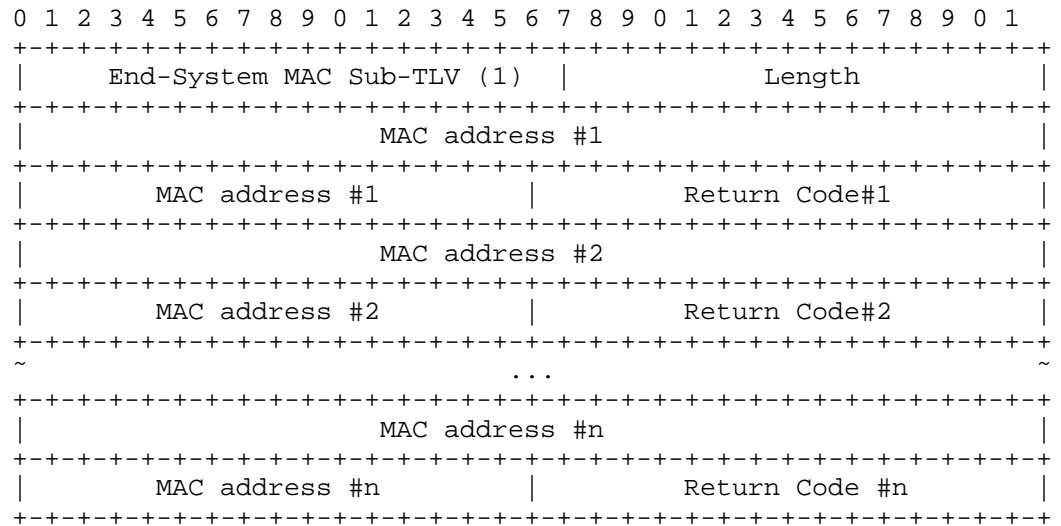 0 1 2 3 4 5 6 7 8 9 0 1 2 3 4 5 6 7 8 9 0 1 2 3 4 5 6 7 8 9 0 1
+-+-+-+-+-+-+-+-+-+-+-+-+-+-+-+-+-+-+-+-+-+-+-+-+-+-+-+-+-+-+-+-+
|     End-System MAC Sub-TLV (1)  |            Length           |
+-+-+-+-+-+-+-+-+-+-+-+-+-+-+-+-+-+-+-+-+-+-+-+-+-+-+-+-+-+-+-+-+
|                      MAC address #1                           |
+-+-+-+-+-+-+-+-+-+-+-+-+-+-+-+-+-+-+-+-+-+-+-+-+-+-+-+-+-+-+-+-+
|        MAC address #1         |         Return Code#1         |
+-+-+-+-+-+-+-+-+-+-+-+-+-+-+-+-+-+-+-+-+-+-+-+-+-+-+-+-+-+-+-+-+
|                      MAC address #2                           |
+-+-+-+-+-+-+-+-+-+-+-+-+-+-+-+-+-+-+-+-+-+-+-+-+-+-+-+-+-+-+-+-+
|        MAC address #2         |         Return Code#2         |
+-+-+-+-+-+-+-+-+-+-+-+-+-+-+-+-+-+-+-+-+-+-+-+-+-+-+-+-+-+-+-+-+
~                              ...                              ~
+-+-+-+-+-+-+-+-+-+-+-+-+-+-+-+-+-+-+-+-+-+-+-+-+-+-+-+-+-+-+-+-+
|                      MAC address #n                           |
+-+-+-+-+-+-+-+-+-+-+-+-+-+-+-+-+-+-+-+-+-+-+-+-+-+-+-+-+-+-+-+-+
|        MAC address #n         |         Return Code #n        |
+-+-+-+-+-+-+-+-+-+-+-+-+-+-+-+-+-+-+-+-+-+-+-+-+-+-+-+-+-+-+-+-+